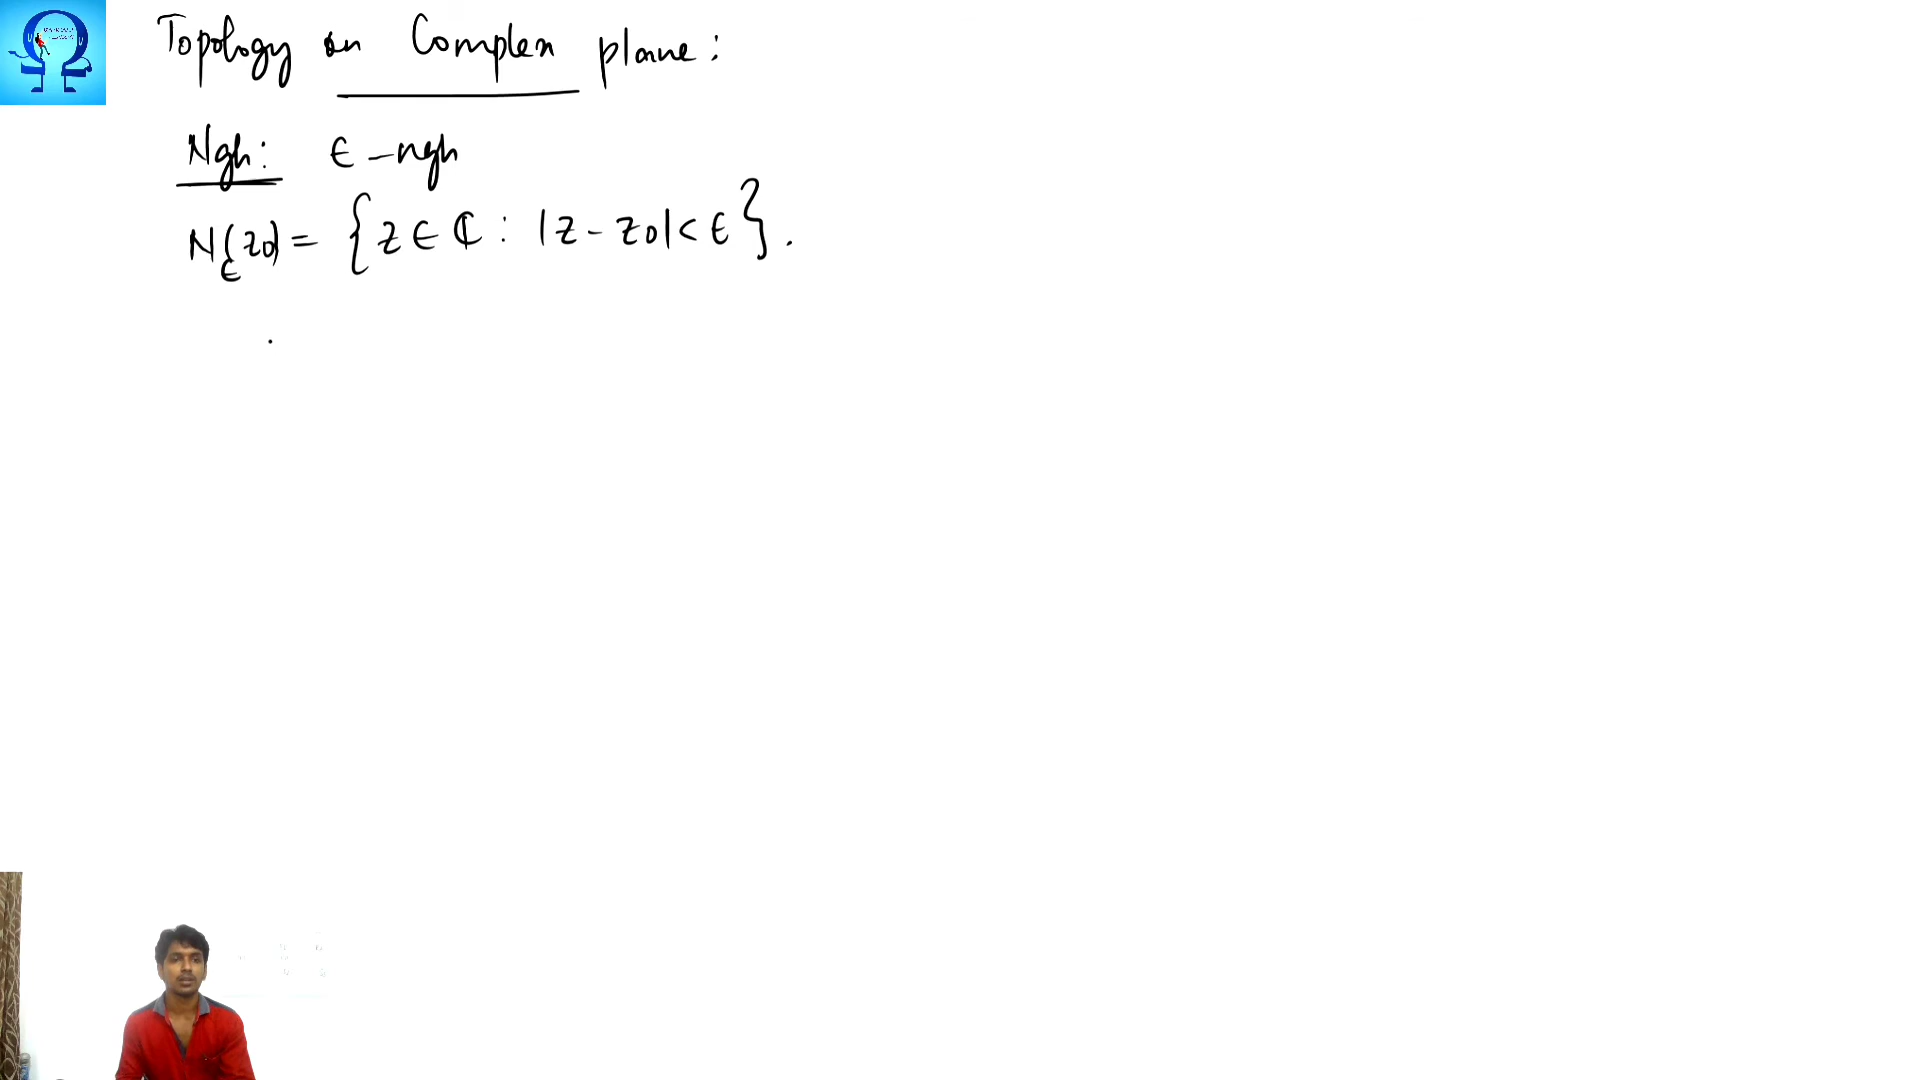 Topology on Complex plane:
Ngh: ϵ-ngh
N_ϵ(z0) = {z ∈ ℂ : |z - z0| < ϵ}.